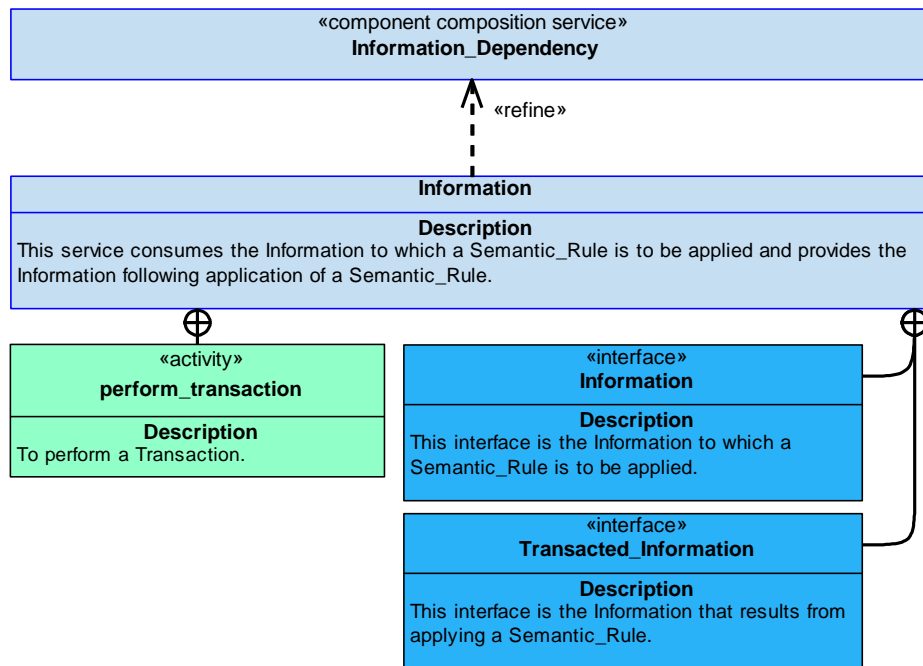 «component composition service»
Information_Dependency
«refine»
Information
Description
This service consumes the Information to which a Semantic_Rule is to be applied and provides the
Information following application of a Semantic_Rule.
«activity»
perform_transaction
Description
To perform a Transaction.
«interface»
Information
Description
This interface is the Information to which a
Semantic_Rule is to be applied.
«interface»
Transacted_Information
Description
This interface is the Information that results from
applying a Semantic_Rule.